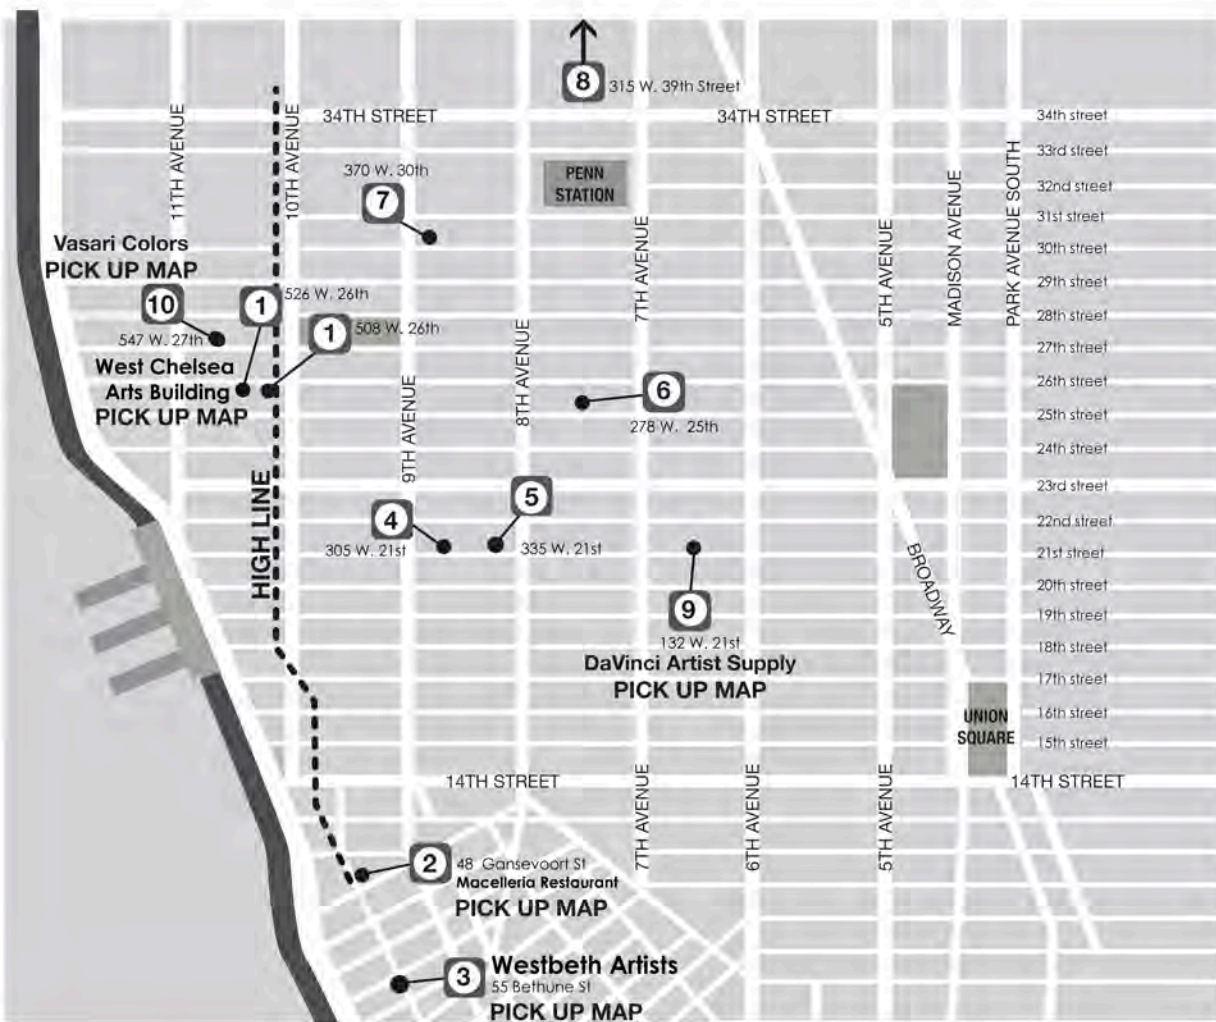 8
315 W. 39th Street
11TH AVENUE
10TH AVENUE
34TH STREET
34TH STREET
34th street
33rd street
370 W. 30th
7
PENN
STATION
MADISON AVENUE
PARK AVENUE SOUTH
32nd street
31st street
7TH AVENUE
5TH AVENUE
30th street
Vasari Colors
PICK UP MAP
29th street
10
1
526 W. 26th
28th street
1
508 W. 26th
547 W. 27th
8TH AVENUE
27th street
West Chelsea
Arts Building
PICK UP MAP
9TH AVENUE
6
278 W. 25th
26th street
25th street
24th street
HIGH LINE
23rd street
4
305 W. 21st
5
335 W. 21st
22nd street
21st street
BROADWAY
20th street
9
132 W. 21st
DaVinci Artist Supply
PICK UP MAP
19th street
18th street
17th street
UNION
SQUARE
16th street
15th street
14TH STREET
14TH STREET
7TH AVENUE
6TH AVENUE
5TH AVENUE
2
48 Gansevoort St
Macelleria Restaurant
PICK UP MAP
3
Westbeth Artists
55 Bethune St
PICK UP MAP